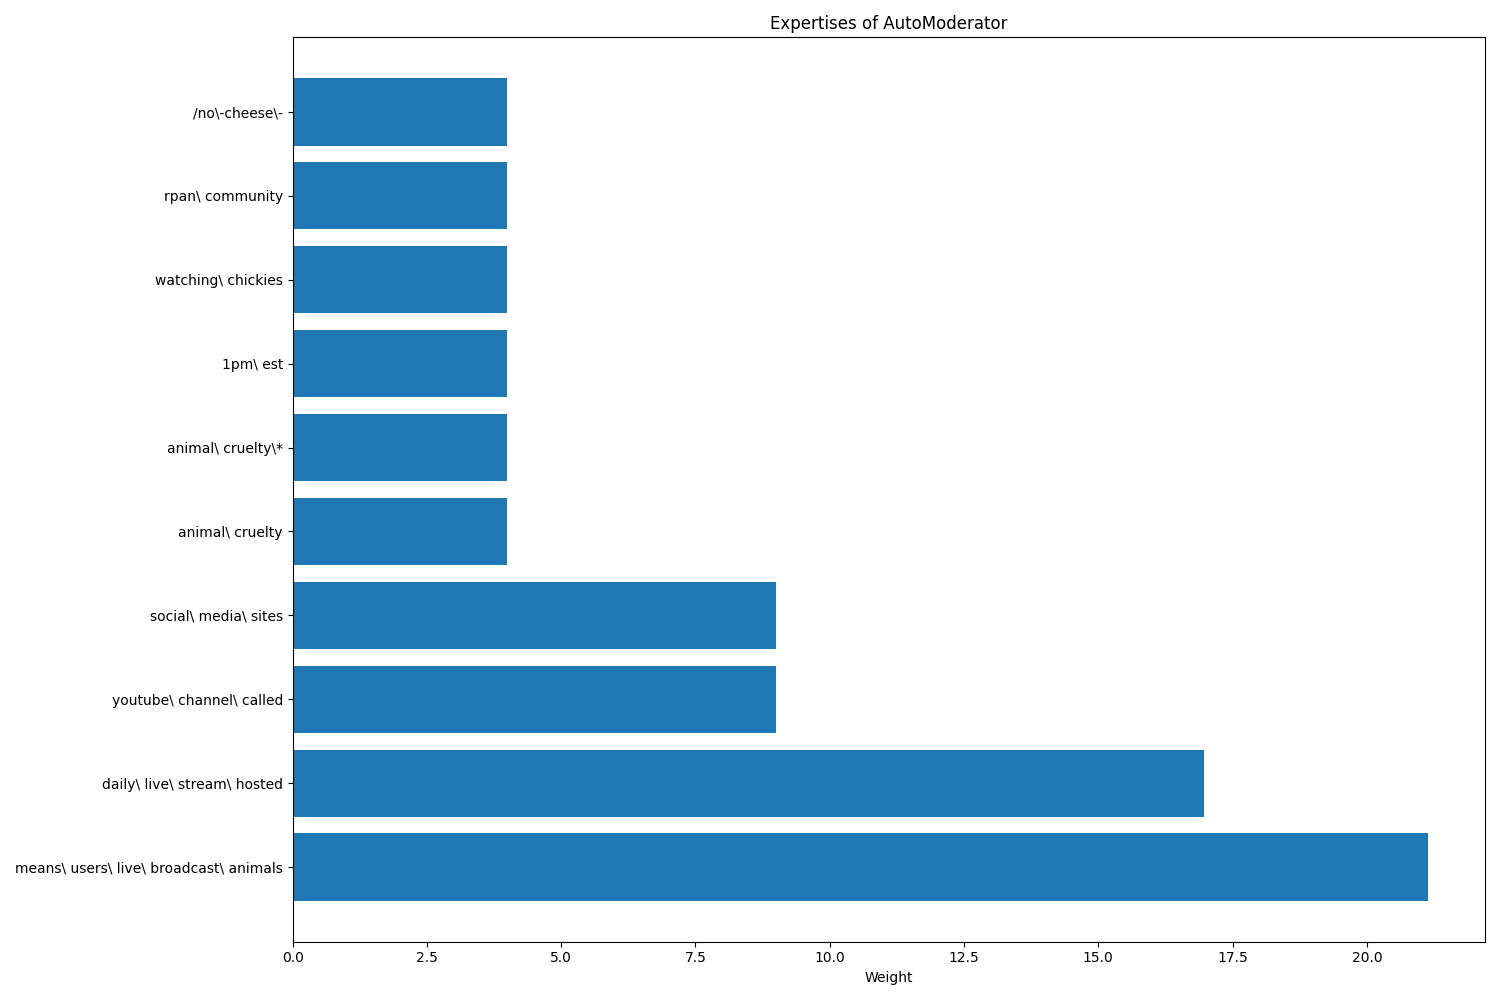 Expertises of AutoModerator
/no\-cheese\-
rpan\ community
watching\ chickies
1pm\ est
animal\ cruelty\*
animal\ cruelty
social\ media\ sites
youtube\ channel\ called
daily\ live\ stream\ hosted
means\ users\ live\ broadcast\ animals
0.0 2.5 5.0 7.5 10.0 12.5 15.0 17.5 20.0
Weight